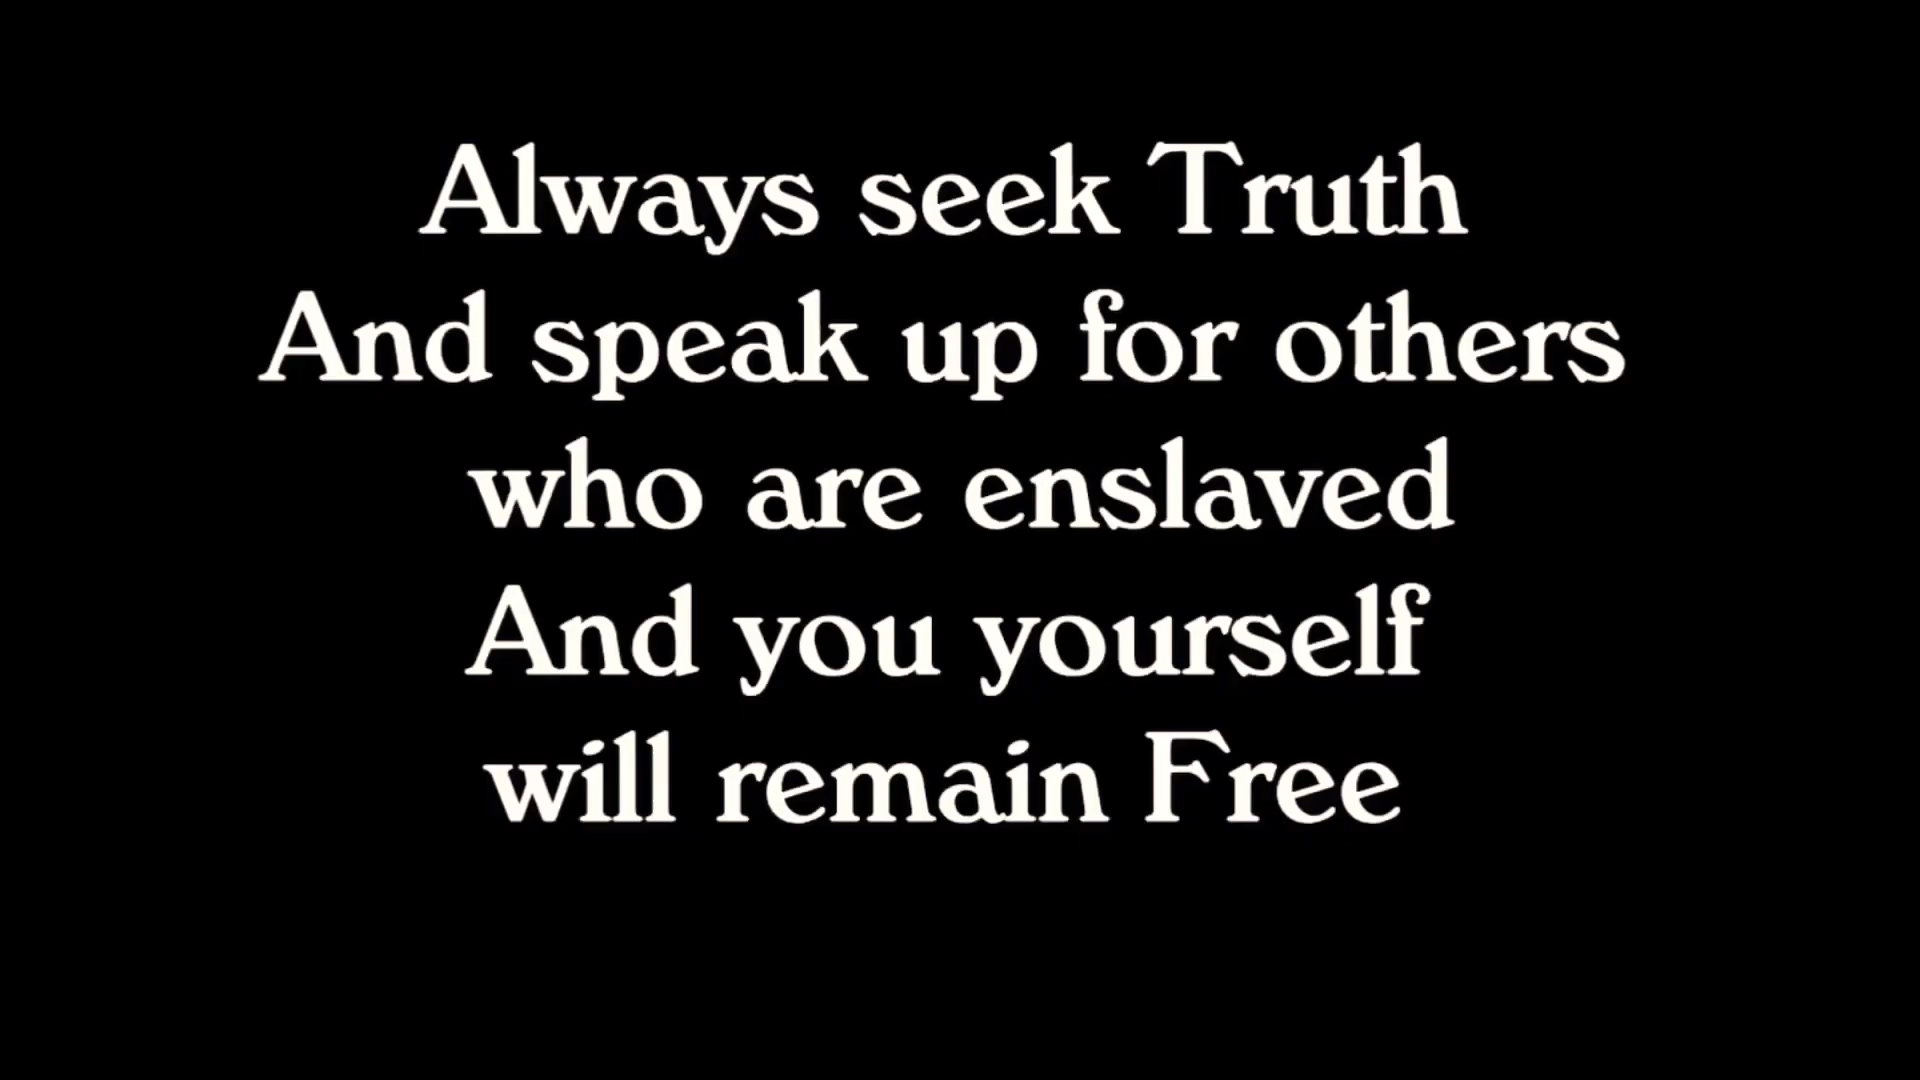 Always seek Truth
And speak up for others
who are enslaved
And you yourself
will remain Free